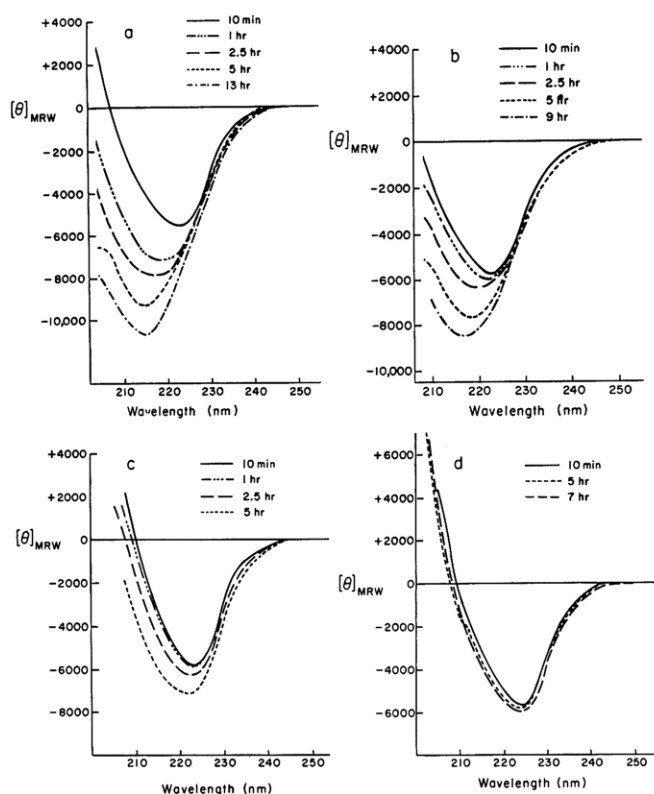 a
10 min
1 hr
2.5 hr
5 hr
13 hr
+4000
+2000
0
[θ]MRW
-2000
-4000
-6000
-8000
-10,000
210 220 230 240 250
Wavelength (nm)
b
10 min
1 hr
2.5 hr
5 flr
9 hr
+4000
+2000
[θ]MRW
0
-2000
-4000
-6000
-8000
-10,000
210 220 230 240 250
Wavelength (nm)
c
10 min
1 hr
2.5 hr
5 hr
+4000
+2000
[θ]MRW
0
-2000
-4000
-6000
-8000
210 220 230 240 250
Wavelength (nm)
d
10 min
5 hr
7 hr
+6000
+4000
+2000
[θ]MRW
0
-2000
-4000
-6000
210 220 230 240 250
Wavelength (nm)